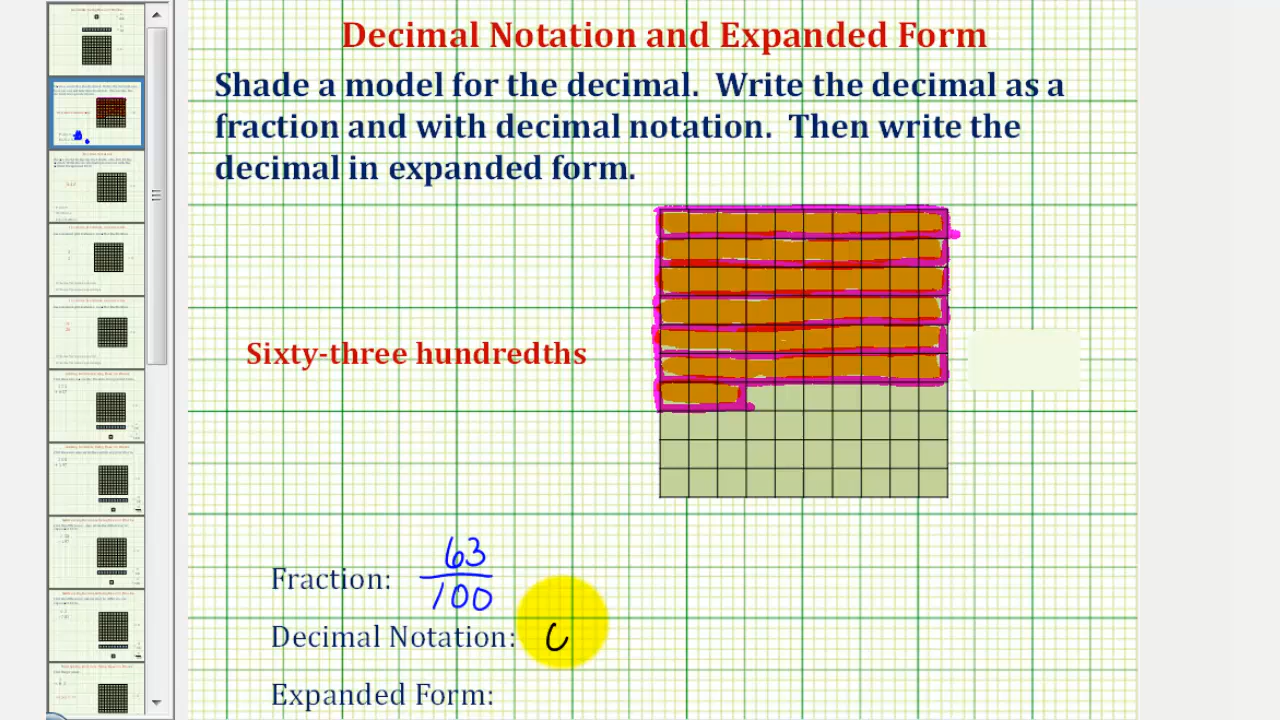 Decimal Notation and Expanded Form
Shade a model for the decimal. Write the decimal as a
fraction and with decimal notation. Then write the
decimal in expanded form.
Sixty-three hundredths
Fraction: 63/100
Decimal Notation: 0
Expanded Form: